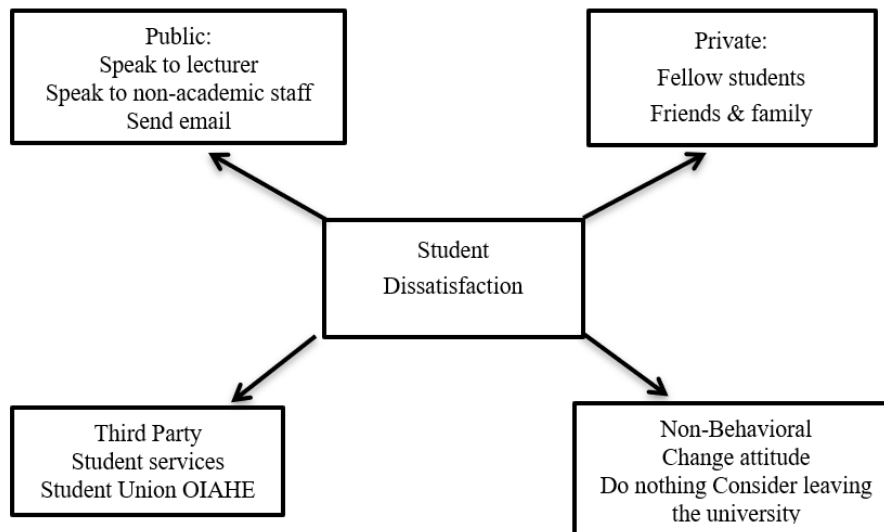 Public:
Speak to lecturer
Speak to non-academic staff
Send email
Private:
Fellow students
Friends & family
Student
Dissatisfaction
Third Party
Student services
Student Union OIAHE
Non-Behavioral
Change attitude
Do nothing Consider leaving
the university